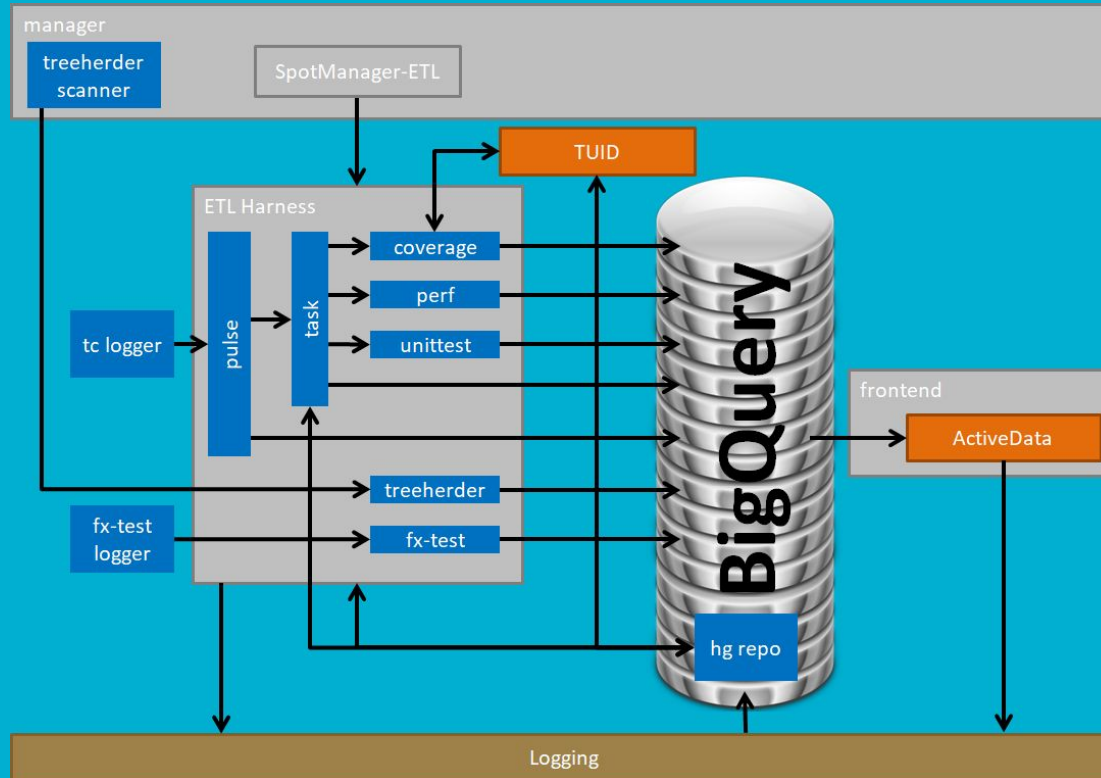 manager
treeherder
scanner
SpotManager-ETL
TUID
ETL Harness
coverage
perf
unittest
task
pulse
tc logger
treeherder
fx-test
fx-test
logger
BigQuery
hg repo
frontend
ActiveData
Logging